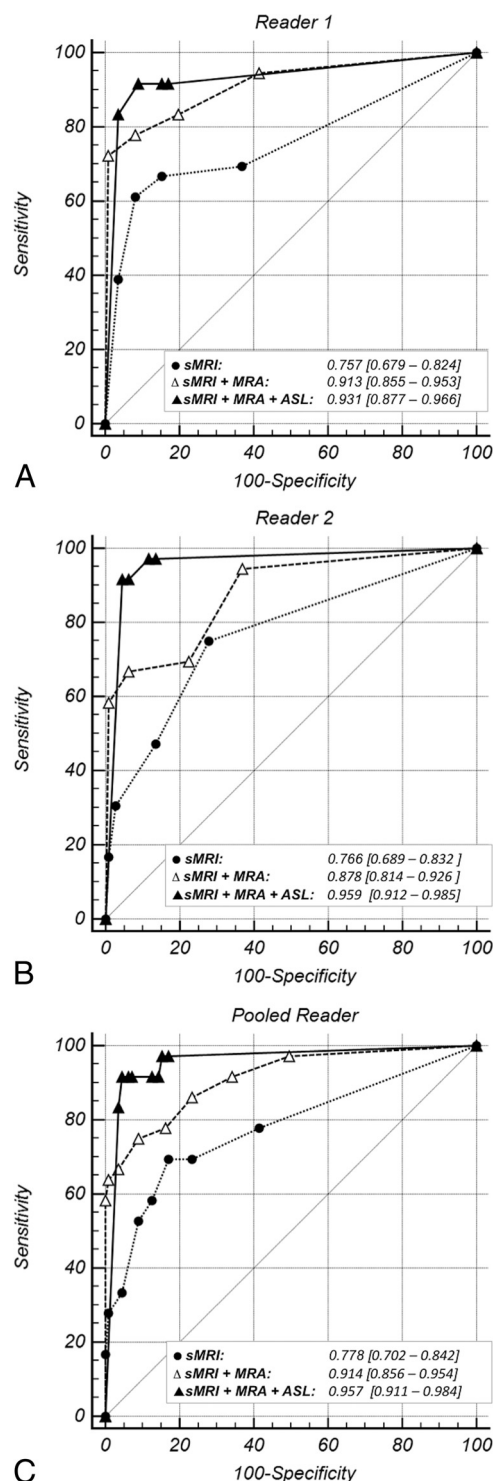 Reader 1
100
80
60
40
20
0
Sensitivity
sMRI: 0.757 [0.679 – 0.824]
sMRI + MRA: 0.913 [0.855 – 0.953]
sMRI + MRA + ASL: 0.931 [0.877 – 0.966]
0 20 40 60 80 100
100-Specificity
A
Reader 2
100
80
60
40
20
0
Sensitivity
sMRI: 0.766 [0.689 – 0.832 ]
sMRI + MRA: 0.878 [0.814 – 0.926 ]
sMRI + MRA + ASL: 0.959 [0.912 – 0.985]
0 20 40 60 80 100
100-Specificity
B
Pooled Reader
100
80
60
40
20
0
Sensitivity
sMRI: 0.778 [0.702 – 0.842]
sMRI + MRA: 0.914 [0.856 – 0.954]
sMRI + MRA + ASL: 0.957 [0.911 – 0.984]
0 20 40 60 80 100
100-Specificity
C